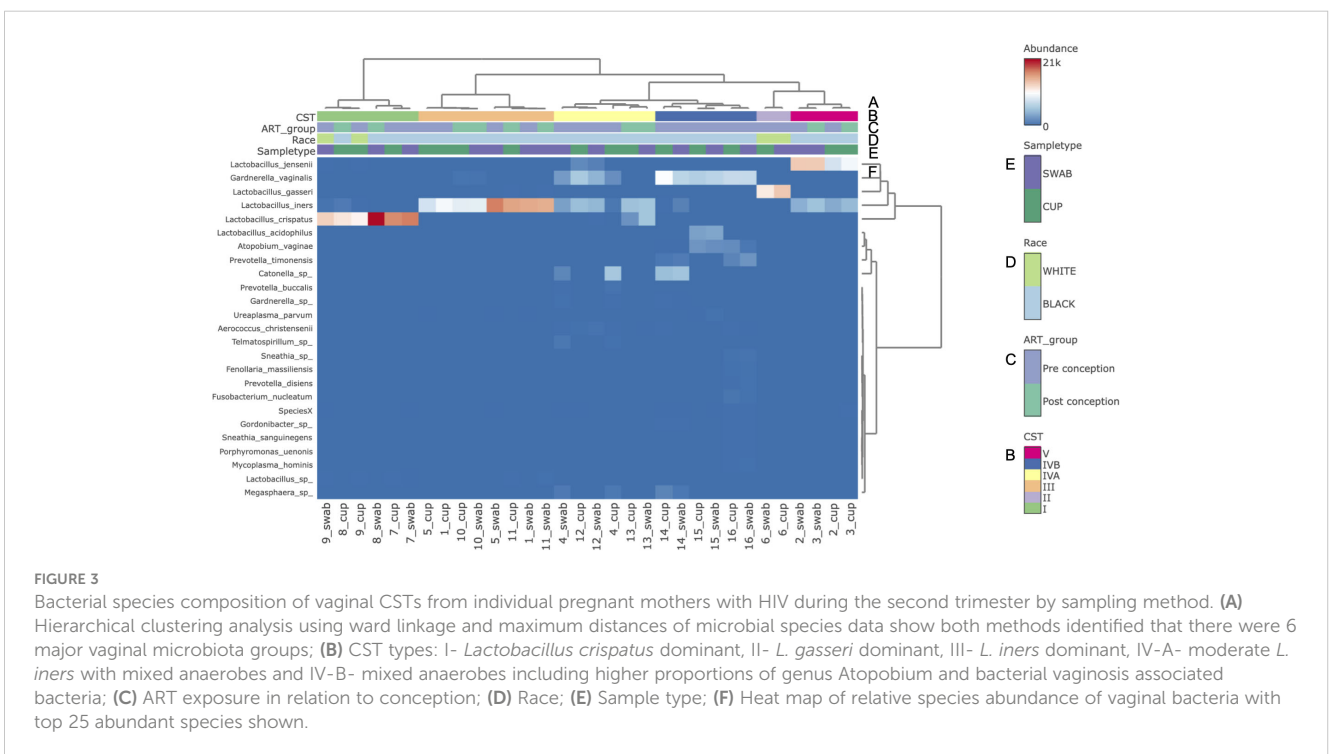 Abundance
21k
0
A
B
C
D
E
F
CST
ART_group
Race
Sampletype
Lactobacillus_jensenii
Gardnerella_vaginalis
Lactobacillus_gasseri
Lactobacillus_iners
Lactobacillus_crispatus
Lactobacillus_acidophilus
Atopobium_vaginae
Prevotella_timonensis
Catonella_sp_
Prevotella_buccalis
Gardnerella_sp_
Ureaplasma_parvum
Aerococcus_christensenii
Telmatospirillum_sp_
Sneathia_sp_
Fenollaria_massiliensis
Prevotella_disiens
Fusobacterium_nucleatum
SpeciesX
Gordonibacter_sp_
Sneathia_sanguinegens
Porphyromonas_uenonis
Mycoplasma_hominis
Lactobacillus_sp_
Megasphaera_sp_
9_swab
8_cup
9_cup
8_swab
7_cup
7_swab
5_cup
1_cup
10_cup
10_swab
5_swab
11_cup
1_swab
11_swab
4_swab
12_cup
12_swab
4_cup
13_cup
13_swab
14_cup
14_swab
15_cup
15_swab
16_cup
16_swab
6_swab
6_cup
2_swab
3_swab
2_cup
3_cup
Sampletype
E
SWAB
CUP
Race
D
WHITE
BLACK
ART_group
C
Pre conception
Post conception
CST
B
V
IVB
IVA
III
II
I
FIGURE 3
Bacterial species composition of vaginal CSTs from individual pregnant mothers with HIV during the second trimester by sampling method. (A)
Hierarchical clustering analysis using ward linkage and maximum distances of microbial species data show both methods identified that there were 6
major vaginal microbiota groups; (B) CST types: I- Lactobacillus crispatus dominant, II- L. gasseri dominant, III- L. iners dominant, IV-A- moderate L.
iners with mixed anaerobes and IV-B- mixed anaerobes including higher proportions of genus Atopobium and bacterial vaginosis associated
bacteria; (C) ART exposure in relation to conception; (D) Race; (E) Sample type; (F) Heat map of relative species abundance of vaginal bacteria with
top 25 abundant species shown.